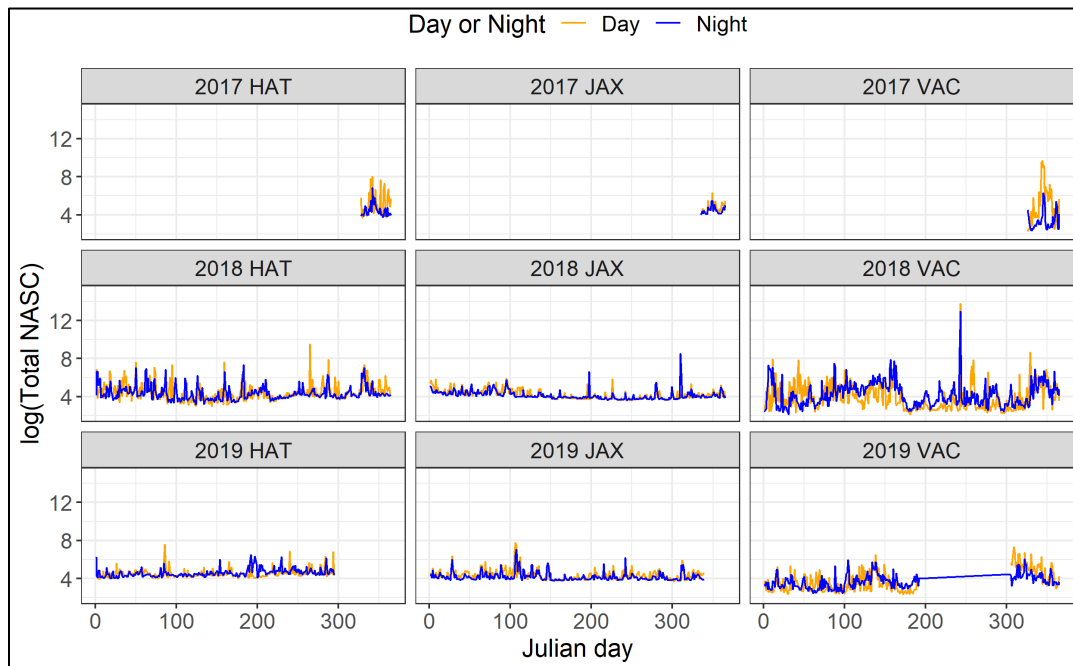 Day or Night Day Night
2017 HAT 2017 JAX 2017 VAC
12
8
4
2018 HAT 2018 JAX 2018 VAC
12
8
4
2019 HAT 2019 JAX 2019 VAC
12
8
4
log(Total NASC)
0 100 200 300 0 100 200 300 0 100 200 300
Julian day